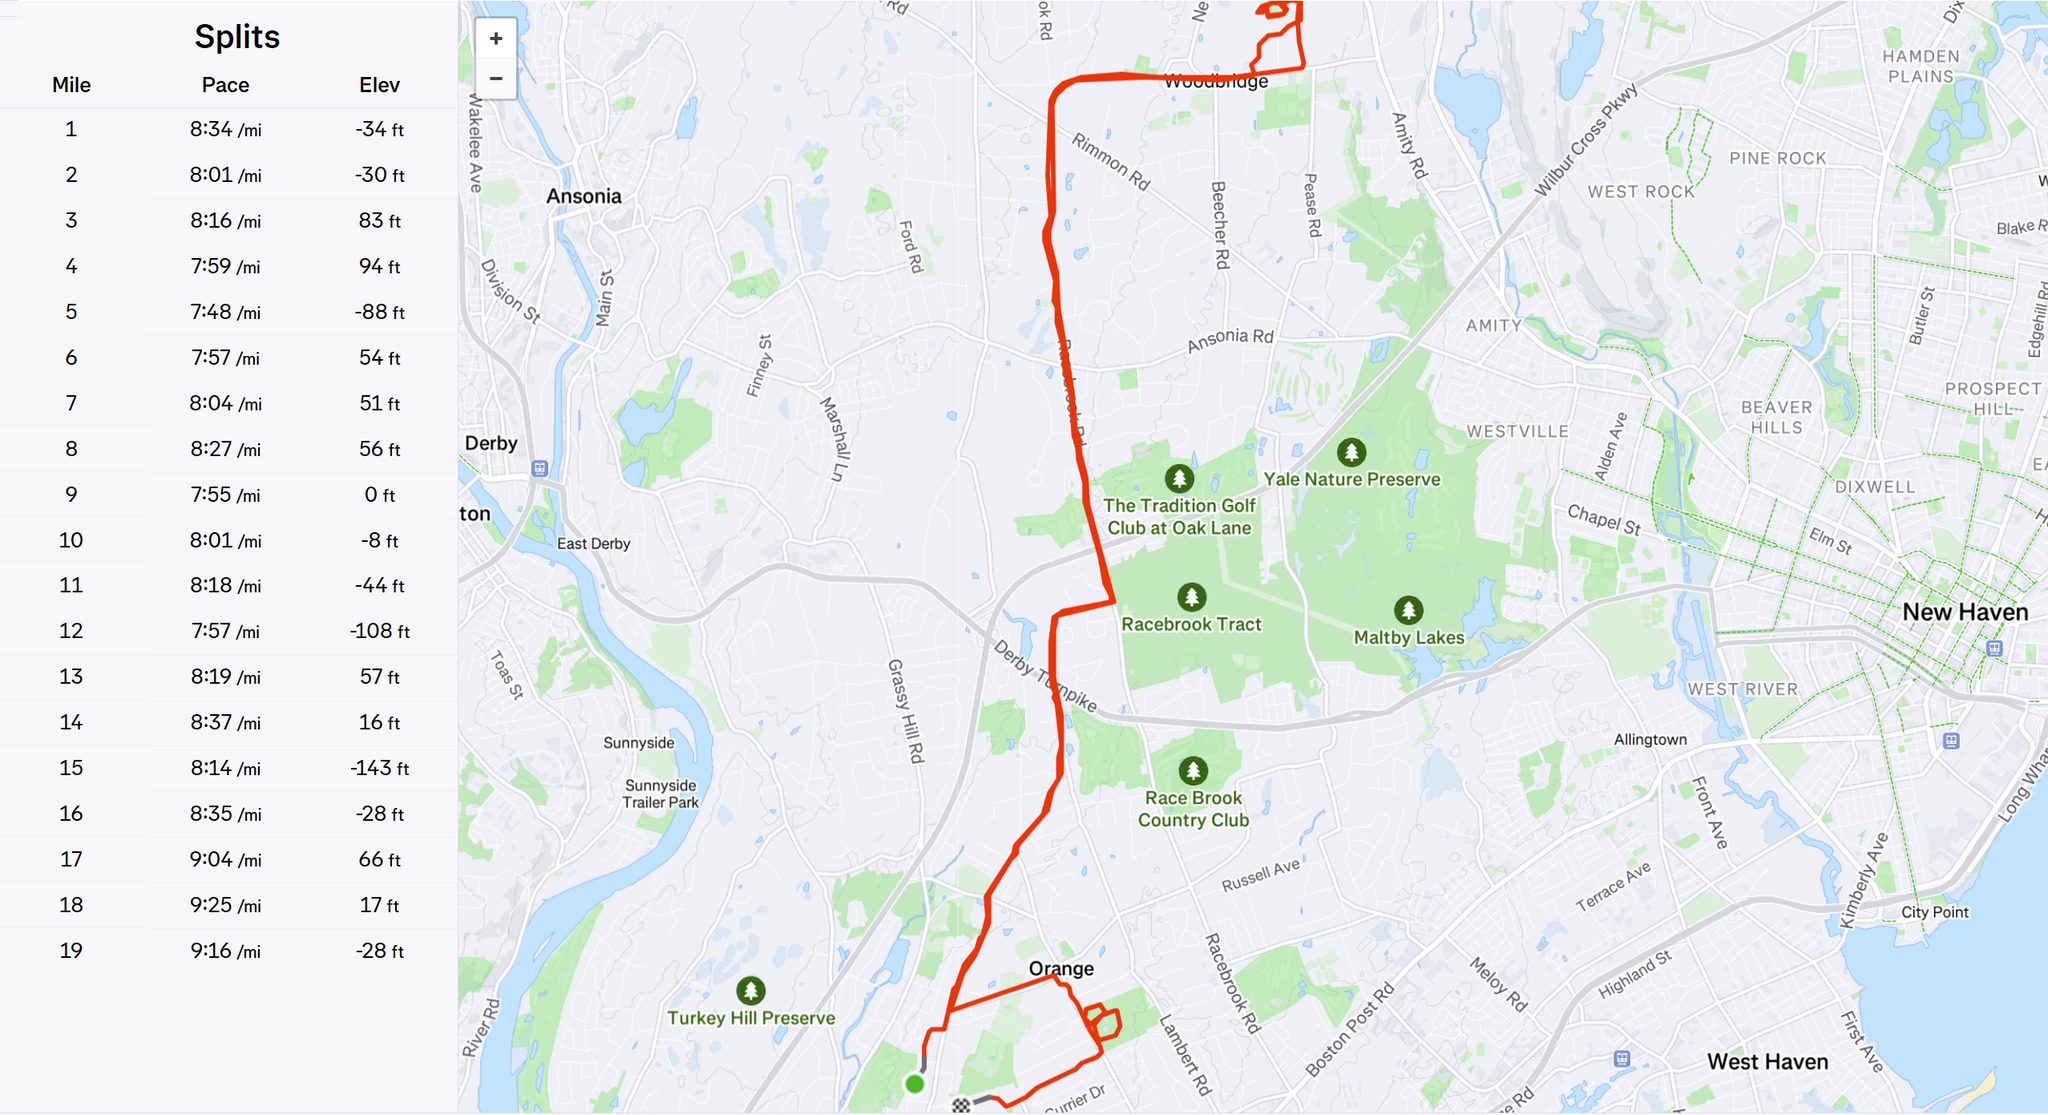 Splits
Mile Pace Elev
1 8:34 /mi -34 ft
2 8:01 /mi -30 ft
3 8:16 /mi 83 ft
4 7:59 /mi 94 ft
5 7:48 /mi -88 ft
6 7:57 /mi 54 ft
7 8:04 /mi 51 ft
8 8:27 /mi 56 ft
9 7:55 /mi 0 ft
10 8:01 /mi -8 ft
11 8:18 /mi -44 ft
12 7:57 /mi -108 ft
13 8:19 /mi 57 ft
14 8:37 /mi 16 ft
15 8:14 /mi -143 ft
16 8:35 /mi -28 ft
17 9:04 /mi 66 ft
18 9:25 /mi 17 ft
19 9:16 /mi -28 ft
+
−
Rd
ok Rd
Ne
Dix
HAMDEN
PLAINS
Woodbridge
Wakelee Ave
Rimmon Rd
Amity Rd
Wilbur Cross Pkwy
PINE ROCK
WEST ROCK
Ansonia
Beecher Rd
Pease Rd
Ford Rd
Blake R
Division St
Main St
Butler St
Edgehill Rd
AMITY
Ansonia Rd
Finney St
Racebrook Rd
PROSPECT
HILL
BEAVER
HILLS
Marshall Ln
WESTVILLE
Alden Ave
Derby
Yale Nature Preserve
The Tradition Golf
Club at Oak Lane
DIXWELL
ton
Chapel St
Elm St
East Derby
New Haven
Racebrook Tract
Maltby Lakes
Derby Turnpike
Toas St
Grassy Hill Rd
WEST RIVER
Sunnyside
Allingtown
Sunnyside
Trailer Park
Race Brook
Country Club
Front Ave
Long Whar
Russell Ave
Terrace Ave
Kimberly Ave
City Point
Orange
Racebrook Rd
Meloy Rd
Highland St
Turkey Hill Preserve
River Rd
Lambert Rd
Boston Post Rd
First Ave
West Haven
Currier Dr
se Rd